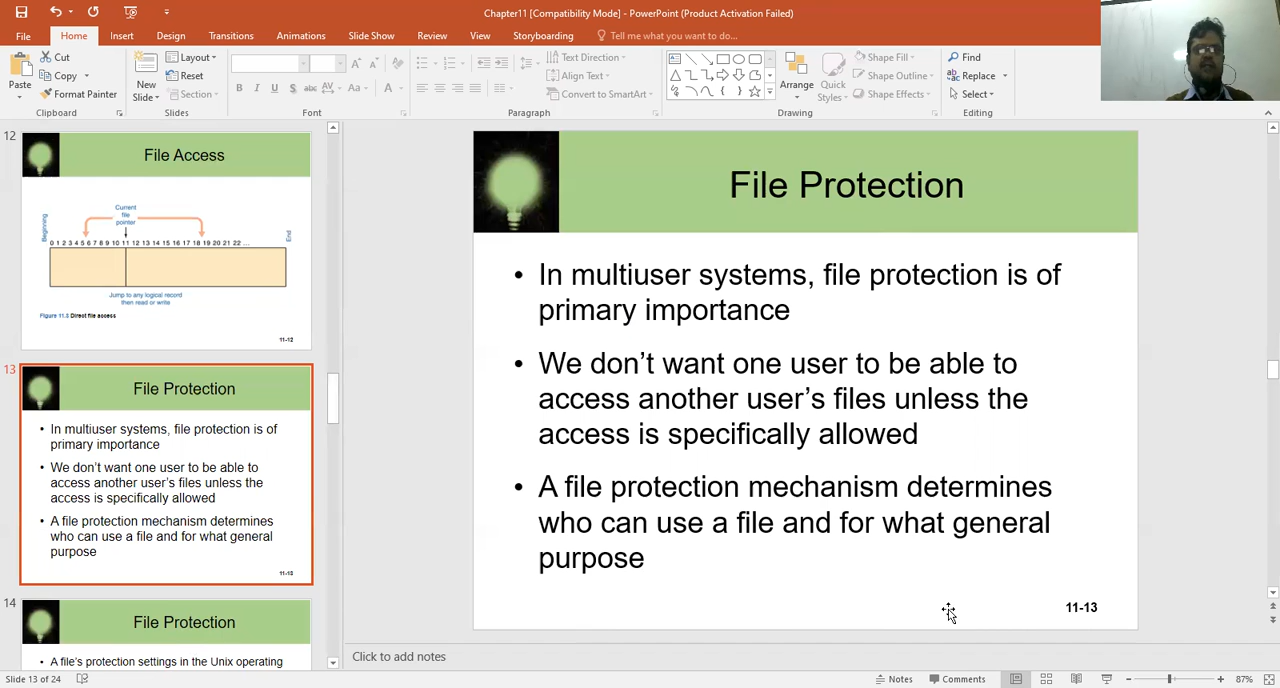 Chapter11 [Compatibility Mode] - PowerPoint (Product Activation Failed)
File Home Insert Design Transitions Animations Slide Show Review View Storyboarding Tell me what you want to do...
Paste
Cut
Copy
Format Painter
Clipboard
New
Slide
Layout
Reset
Section
Slides
B I U S abc AV Aa A
Font
Text Direction
Align Text
Convert to SmartArt
Paragraph
Arrange
Quick
Styles
Shape Fill
Shape Outline
Shape Effects
Drawing
Find
Replace
Select
Editing
12
File Access
Current
file
pointer
Beginning
End
0 1 2 3 4 5 6 7 8 9 10 11 12 13 14 15 16 17 18 19 20 21 22 ...
Jump to any logical record
then read or write
Direct file access
11-12
13
File Protection
• In multiuser systems, file protection is of
primary importance
• We don’t want one user to be able to
access another user’s files unless the
access is specifically allowed
• A file protection mechanism determines
who can use a file and for what general
purpose
11-13
14
File Protection
• A file's protection settings in the Unix operating
File Protection
• In multiuser systems, file protection is of
primary importance
• We don’t want one user to be able to
access another user’s files unless the
access is specifically allowed
• A file protection mechanism determines
who can use a file and for what general
purpose
11-13
Click to add notes
Slide 13 of 24
Notes
Comments
87%